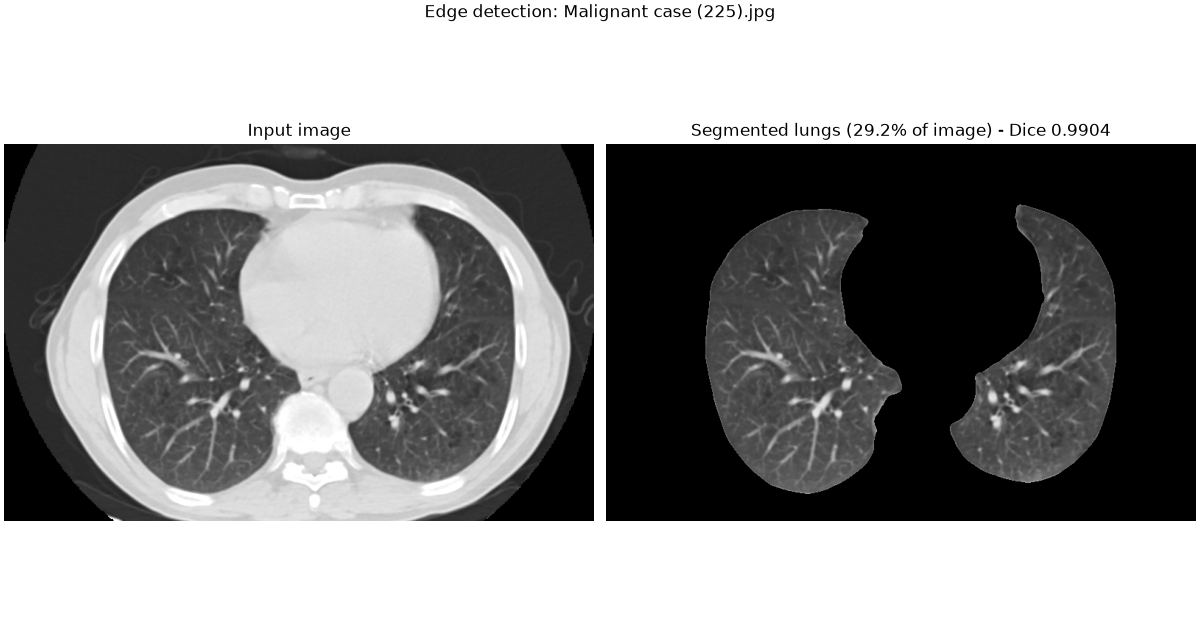 Edge detection: Malignant case (225).jpg
Input image
Segmented lungs (29.2% of image) - Dice 0.9904